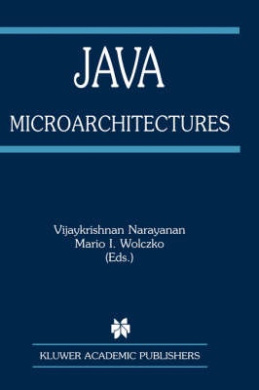 JAVA
MICROARCHITECTURES
Vijaykrishnan Narayanan
Mario I. Wolczko
(Eds.)
KLUWER ACADEMIC PUBLISHERS